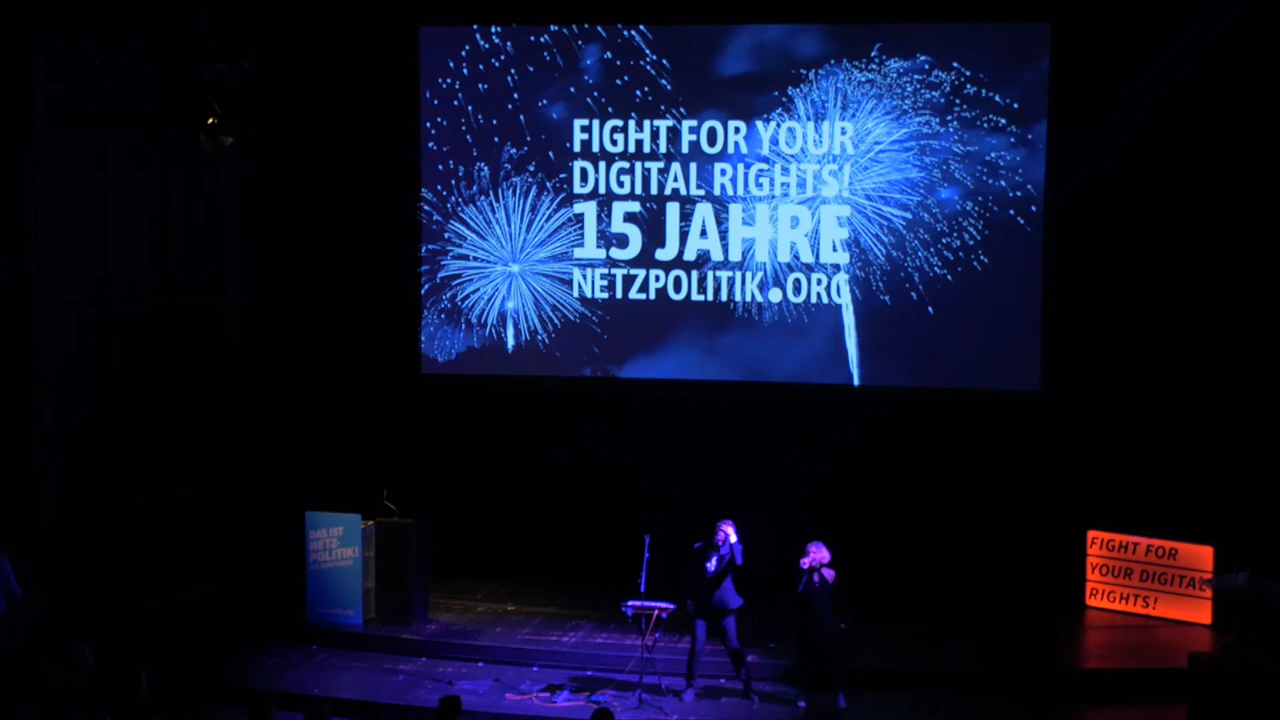 FIGHT FOR YOUR
DIGITAL RIGHTS!
15 JAHRE
NETZPOLITIK.ORG
DAS IST
NETZ-
POLITIK!
FIGHT FOR
YOUR DIGITAL
RIGHTS!